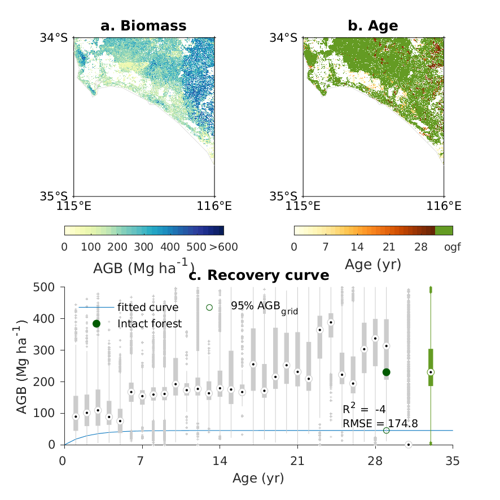 a. Biomass
34°S
35°S
115°E 116°E
0 100 200 300 400 500 >600
AGB (Mg ha-1)
b. Age
34°S
35°S
115°E 116°E
0 7 14 21 28 ogf
Age (yr)
c. Recovery curve
500
400
300
200
100
0
AGB (Mg ha-1)
fitted curve
95% AGBgrid
Intact forest
R2 = -4
RMSE = 174.8
0 7 14 21 28 35
Age (yr)